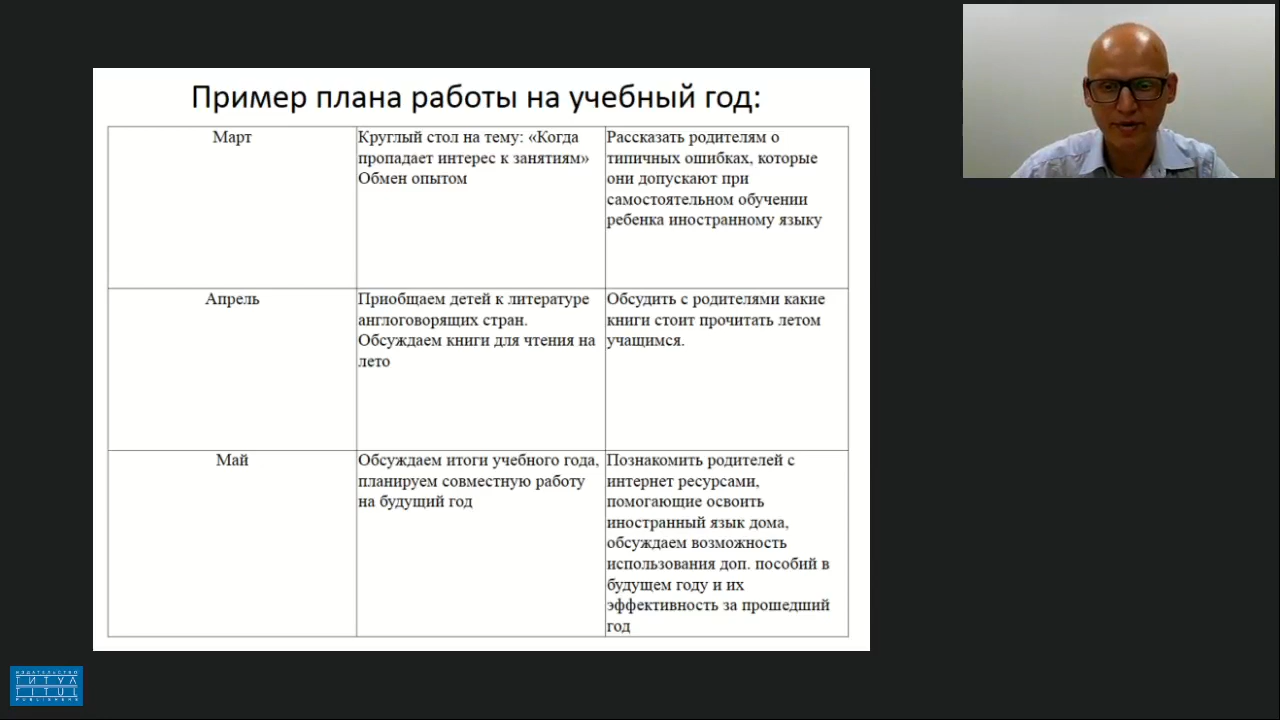 Пример плана работы на учебный год:
Март
Круглый стол на тему: «Когда
пропадает интерес к занятиям»
Обмен опытом
Рассказать родителям о
типичных ошибках, которые
они допускают при
самостоятельном обучении
ребенка иностранному языку
Апрель
Приобщаем детей к литературе
англоговорящих стран.
Обсуждаем книги для чтения на
лето
Обсудить с родителями какие
книги стоит прочитать летом
учащимся.
Май
Обсуждаем итоги учебного года,
планируем совместную работу
на будущий год
Познакомить родителей с
интернет ресурсами,
помогающие освоить
иностранный язык дома,
обсуждаем возможность
использования доп. пособий в
будущем году и их
эффективность за прошедший
год
ИЗДАТЕЛЬСТВО
ТИТУЛ
TITUL
PUBLISHERS